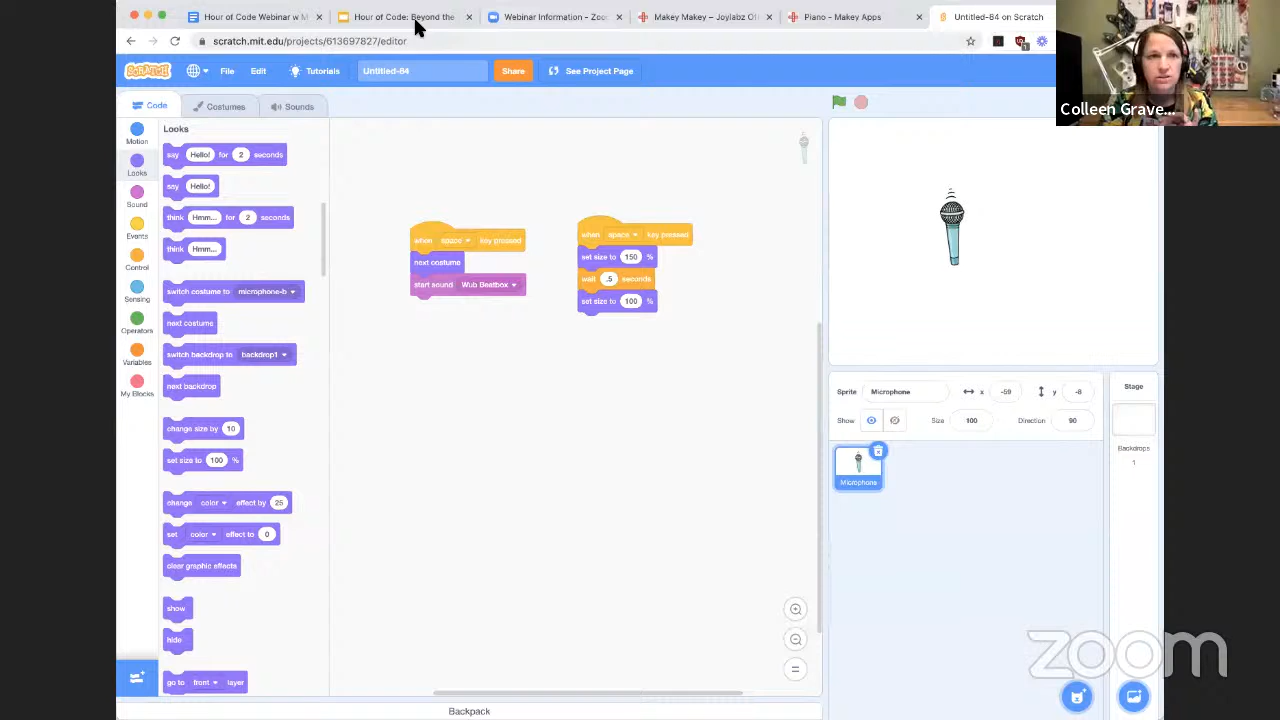 Hour of Code Webinar w M
Hour of Code: Beyond the
Webinar Information - Zoo
Makey Makey – Joylabz Of
Piano - Makey Apps
Untitled-84 on Scratch
scratch.mit.edu/projects/613697827/editor
1
SCRATCH
File
Edit
Tutorials
Untitled-84
Share
See Project Page
Colleen Grave...
Code
Costumes
Sounds
Motion
Looks
Sound
Events
Control
Sensing
Operators
Variables
My Blocks
Looks
say Hello! for 2 seconds
say Hello!
think Hmm... for 2 seconds
think Hmm...
switch costume to microphone-b
next costume
switch backdrop to backdrop1
next backdrop
change size by 10
set size to 100 %
change color effect by 25
set color effect to 0
clear graphic effects
show
hide
go to front layer
when space key pressed
next costume
start sound Wub Beatbox
when space key pressed
set size to 150 %
wait .5 seconds
set size to 100 %
Sprite Microphone x -59 y -8
Show Size 100 Direction 90
Microphone
Stage
Backdrops
1
Backpack
zoom